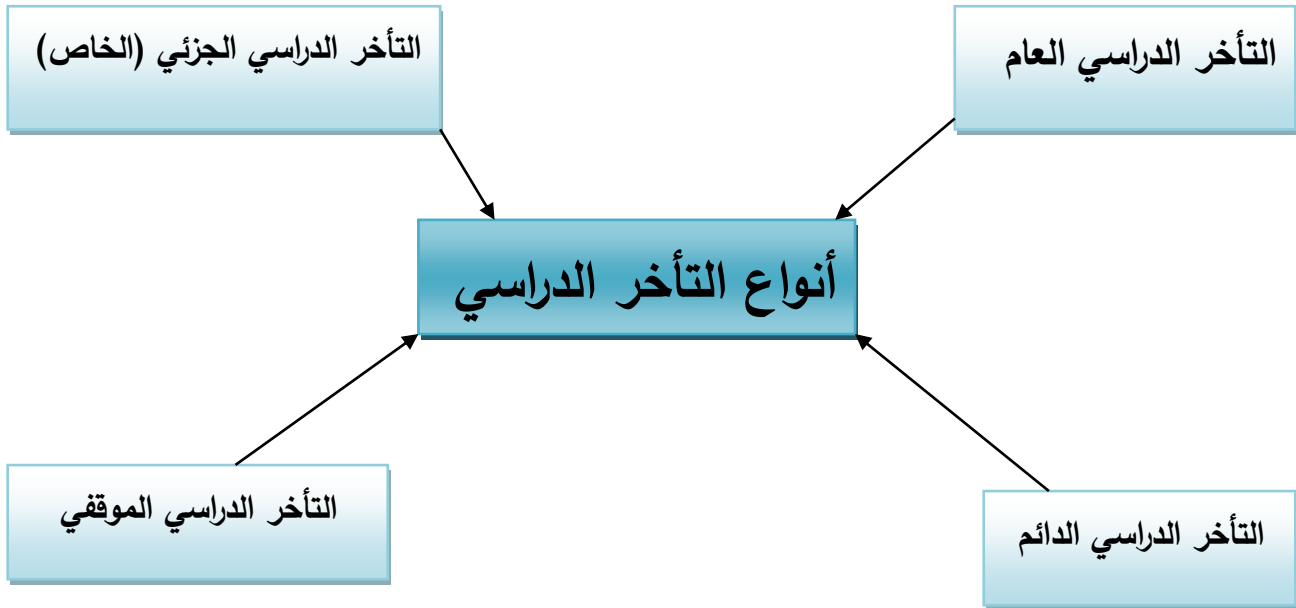 التأخر الدراسي العام
التأخر الدراسي الجزئي (الخاص)
أنواع التأخر الدراسي
التأخر الدراسي الدائم
التأخر الدراسي الموقفي